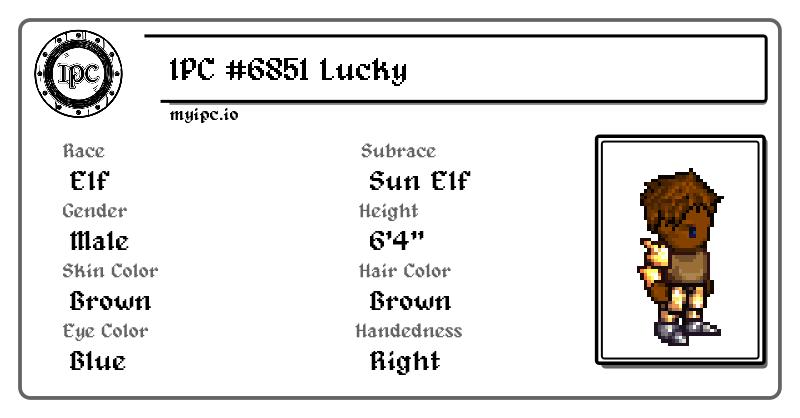 IPC
IPC #6851 Lucky
myipc.io
Race
Subrace
Elf
Sun Elf
Gender
Height
Male
6'4"
Skin Color
Hair Color
Brown
Brown
Eye Color
Handedness
Blue
Right